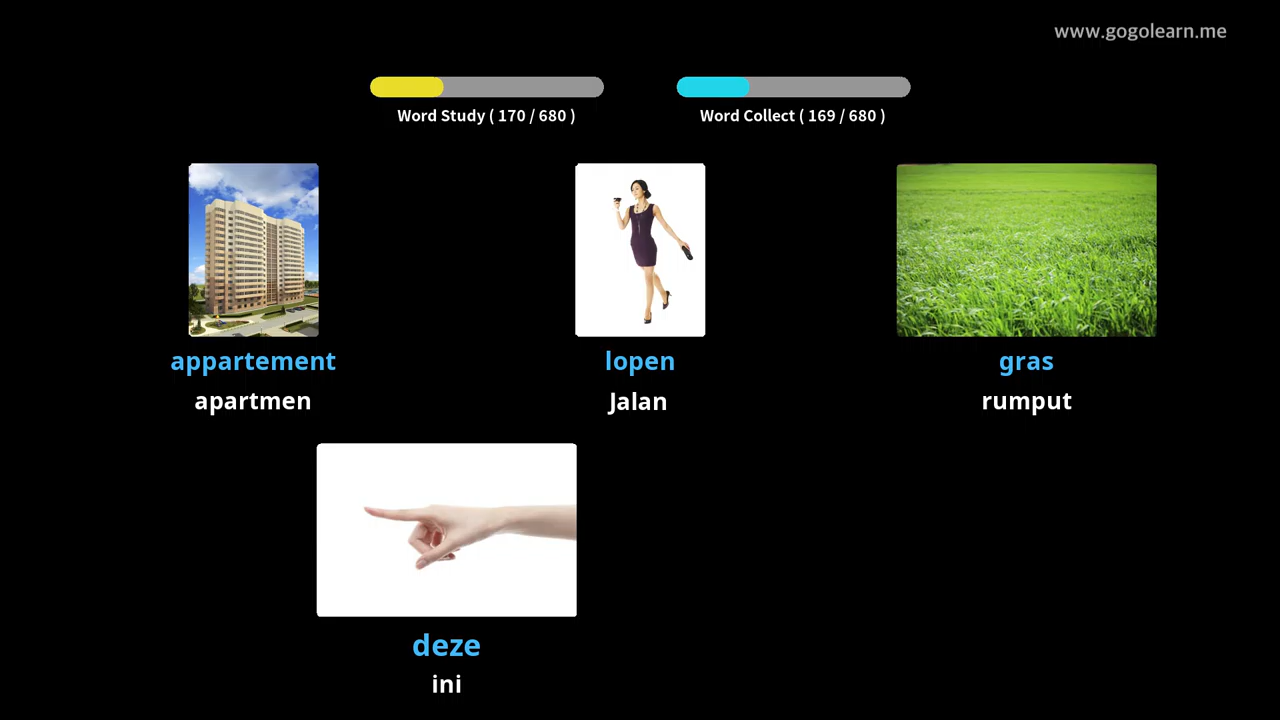 www.gogolearn.me
Word Study ( 170 / 680 )
Word Collect ( 169 / 680 )
appartement
apartmen
lopen
Jalan
gras
rumput
deze
ini